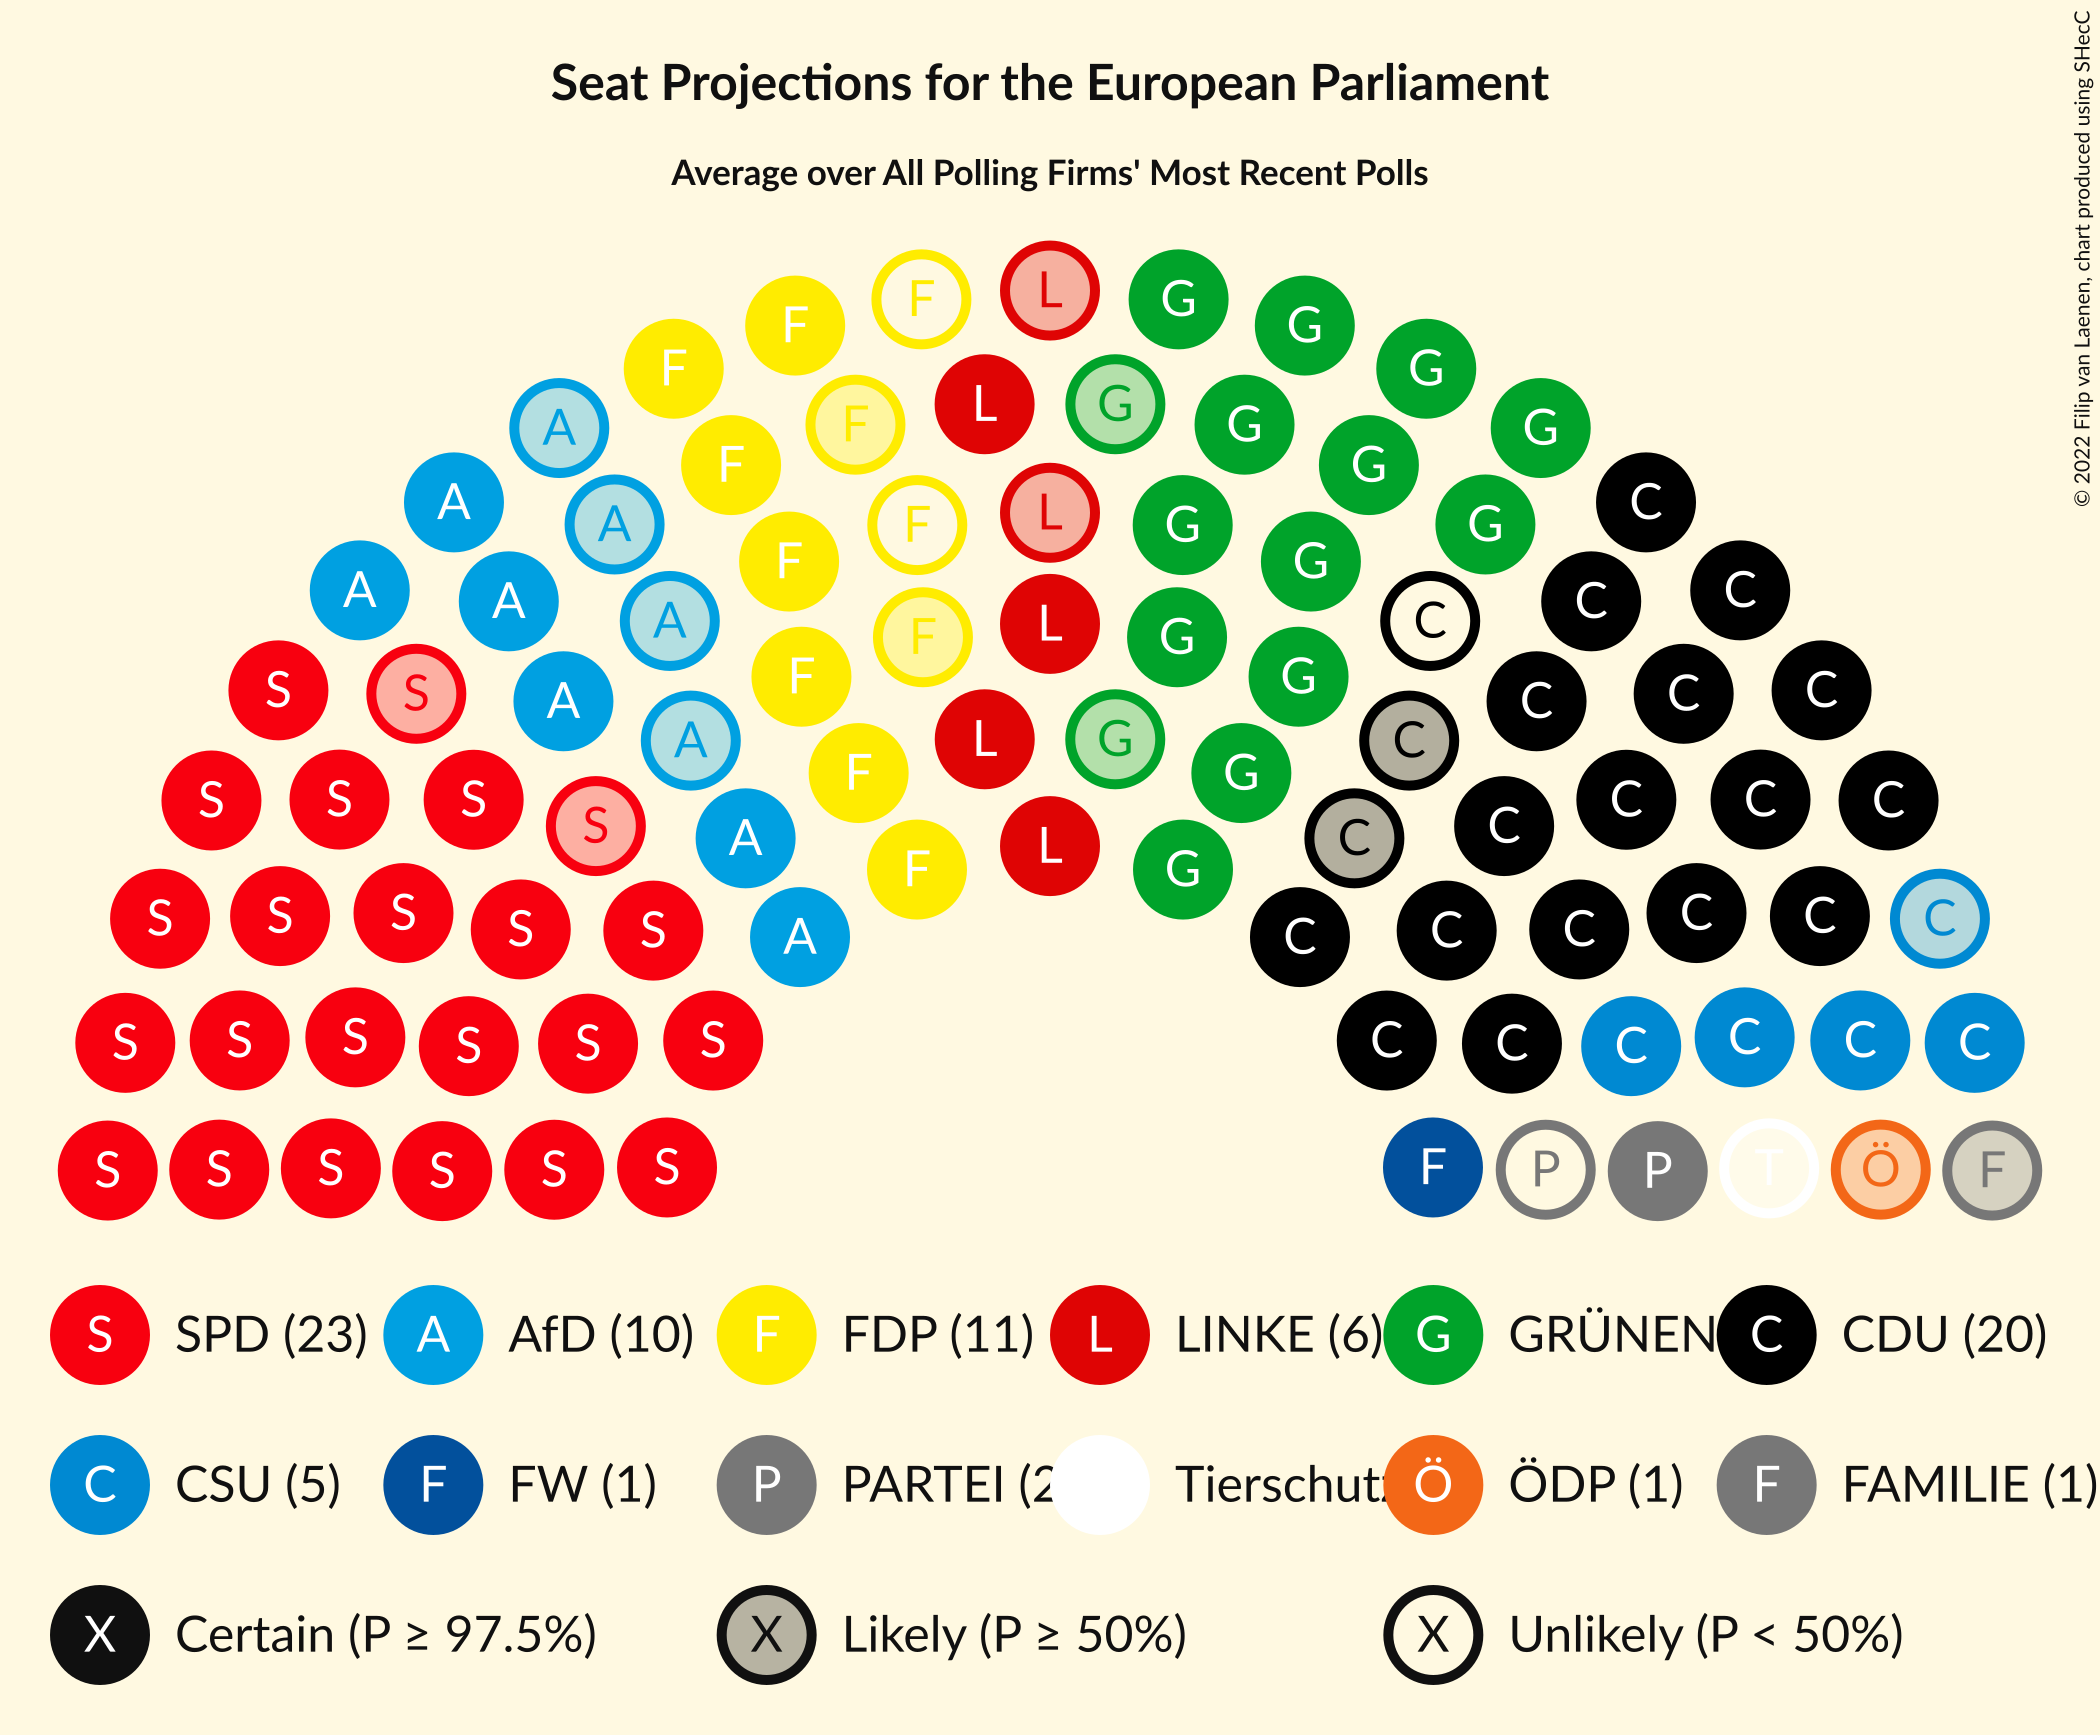 Seat Projections for the European Parliament
Average over All Polling Firms' Most Recent Polls
© 2022 Filip van Laenen, chart produced using SHecC
F L G
F F G G
A F L G G G
A F F L G G G C
A A F F L G G C C C
A A F F L G G C C C C
S S A A F L G G C C C C C
S S S S A F L G C C C C C C
S S S S S A C C C C C C
S S S S S S C C C C C C
S S S S S S F P P T Ö F
S SPD (23) A AfD (10) F FDP (11) L LINKE (6) G GRÜNEN C CDU (20)
C CSU (5) F FW (1) P PARTEI (2 Tierschutz Ö ÖDP (1) F FAMILIE (1)
X Certain (P ≥ 97.5%) X Likely (P ≥ 50%) X Unlikely (P < 50%)